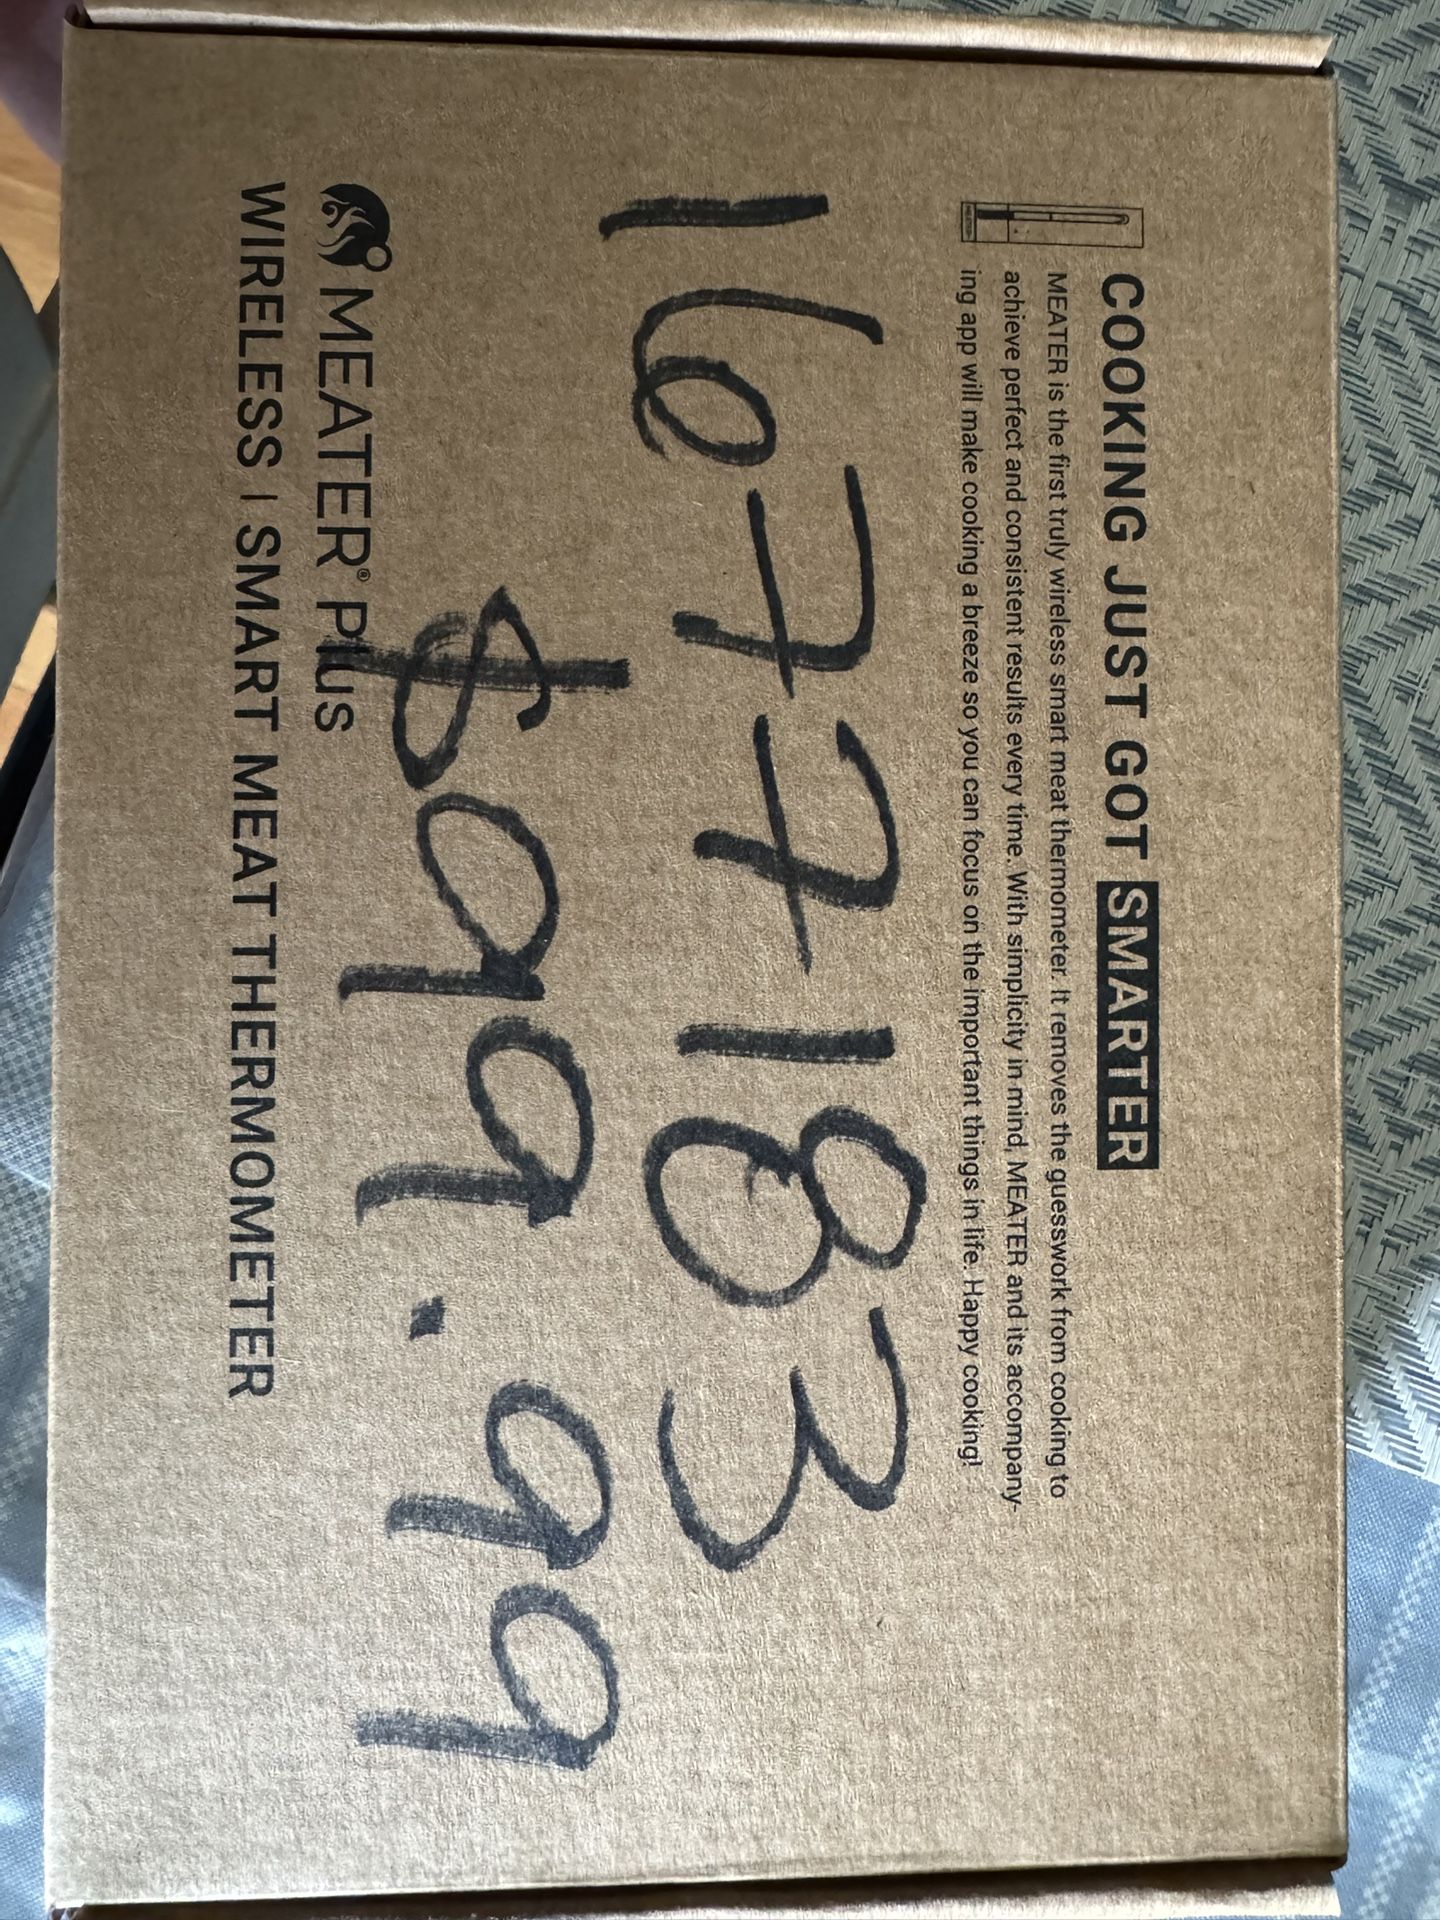 COOKING JUST GOT SMARTER
MEATER is the first truly wireless smart meat thermometer. It removes the guesswork from cooking to
achieve perfect and consistent results every time. With simplicity in mind, MEATER and its accompany-
ing app will make cooking a breeze so you can focus on the important things in life. Happy cooking!
1677183
$99.99
MEATER® PlUS
WIRELESS | SMART MEAT THERMOMETER